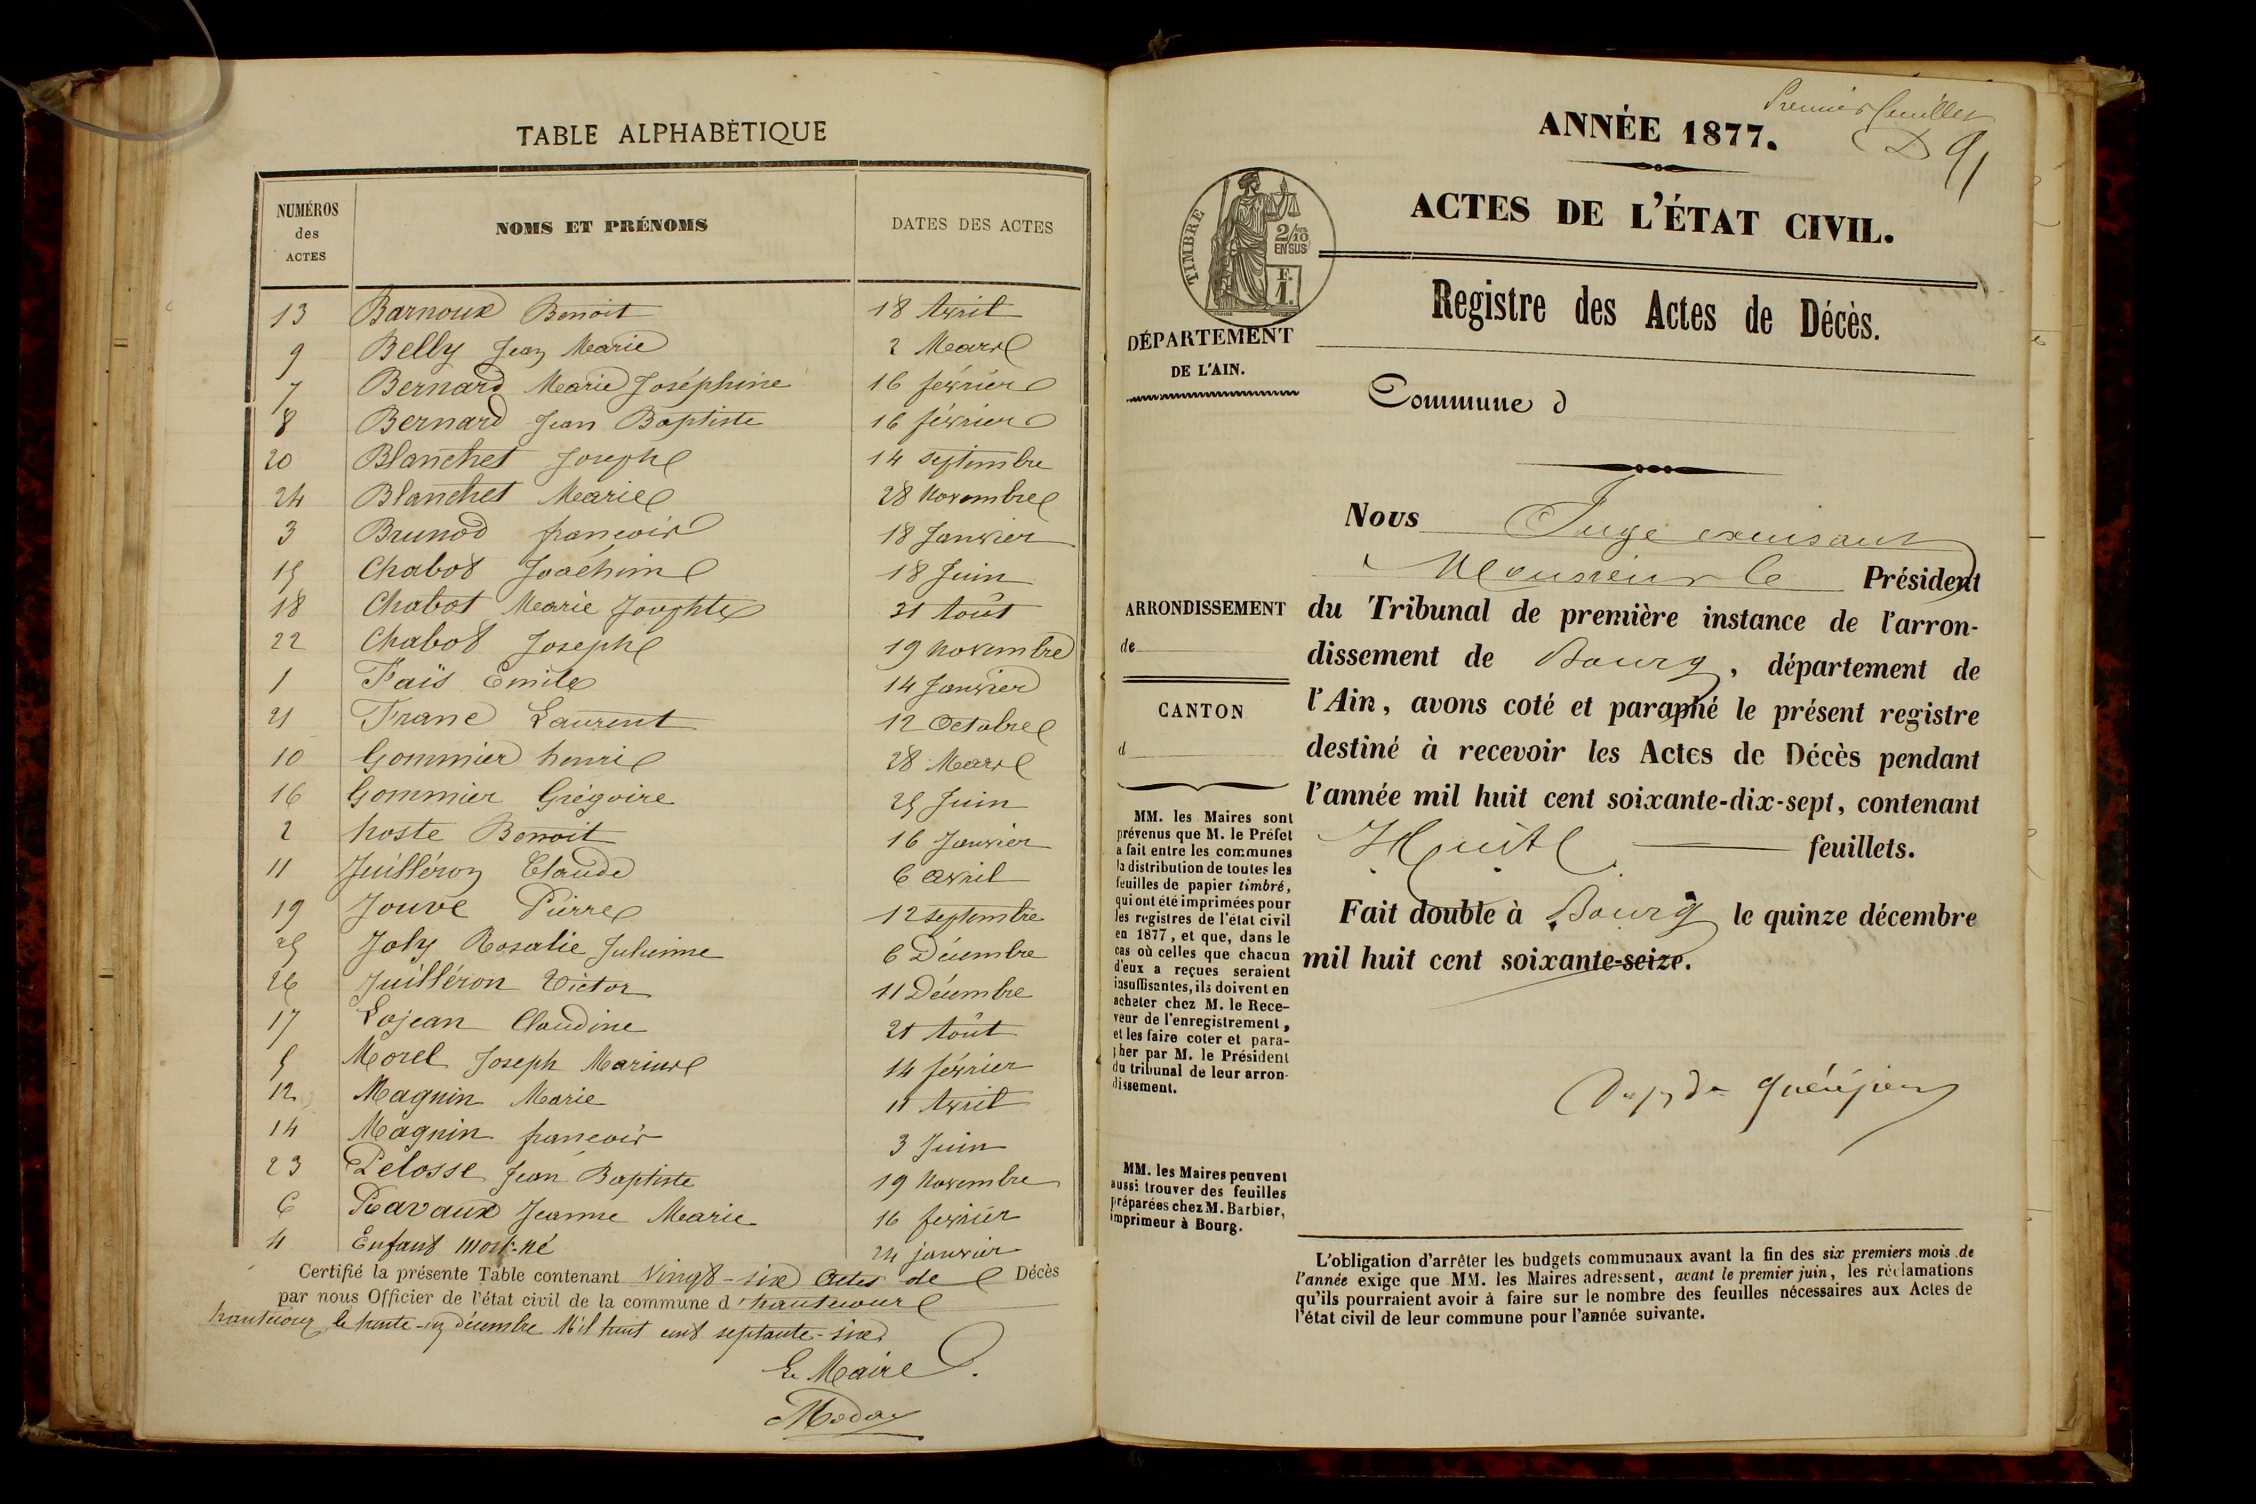 TABLE ALPHABÉTIQUE
NUMÉROS des ACTES NOMS ET PRÉNOMS DATES DES ACTES
13 Barnoux Benoit 18 Avril
9 Belly Jean Marie 2 Mars
7 Bernard Marie Joséphine 16 février
8 Bernard Jean Baptiste 16 février
20 Blanchet Joseph 14 septembre
24 Blanchet Marie 28 Novembre
3 Brunod françois 18 Janvier
15 Chabot Joachim 18 Juin
18 Chabot Marie Josephte 21 Août
22 Chabot Joseph 19 novembre
1 Faïs Emile 14 Janvier
21 Franc Laurent 12 Octobre
10 Gommier henri 28 Mars
16 Gommier Grégoire 25 Juin
2 hoste Benoit 16 Janvier
11 Juilléron Claude 6 Avril
19 Jouve Pierre 12 septembre
25 Joly Rosalie Julienne 6 Décembre
26 Juilléron Victor 11 Décembre
17 Lojean Claudine 21 Août
5 Morel Joseph Marius 14 février
12 Maguin Marie 11 Avril
14 Maguin françois 3 Juin
23 Pelosse Jean Baptiste 19 Novembre
6 Ravaux Jeanne Marie 16 fevrier
4 Enfant mort-né 24 janvier
Certifié la présente Table contenant Vingt-six Actes de Décès
par nous Officier de l'état civil de la commune d'hautecour
hautecour le trente-un décembre Mil huit cent septante-six
Le Maire
Premier feuillet
ANNÉE 1877.
91
ACTES DE L'ÉTAT CIVIL.
TIMBRE
2/10 EN SUS
F. 1.
Registre des Actes de Décès.
DÉPARTEMENT
DE L'AIN.
Commune d
Nous Juge excusant
Monsieur le Président
du Tribunal de première instance de l'arron-
dissement de Bourg, département de
l'Ain, avons coté et paraphé le présent registre
destiné à recevoir les Actes de Décès pendant
l'année mil huit cent soixante-dix-sept, contenant
Huit feuillets.
Fait double à Bourg le quinze décembre
mil huit cent soixante-seize.
ARRONDISSEMENT
de
CANTON
d
MM. les Maires sont
prévenus que M. le Préfet
a fait entre les communes
la distribution de toutes les
feuilles de papier timbré,
qui ont été imprimées pour
les registres de l'état civil
en 1877, et que, dans le
cas où celles que chacun
d'eux a reçues seraient
insuffisantes, ils doivent en
acheter chez M. le Rece-
veur de l'enregistrement,
et les faire coter et para-
pher par M. le Président
du tribunal de leur arron-
dissement.
MM. les Maires peuvent
aussi trouver des feuilles
préparées chez M. Barbier,
imprimeur à Bourg.
L'obligation d'arrêter les budgets communaux avant la fin des six premiers mois de
l'année exige que MM. les Maires adressent, avant le premier juin, les réclamations
qu'ils pourraient avoir à faire sur le nombre des feuilles nécessaires aux Actes de
l'état civil de leur commune pour l'année suivante.